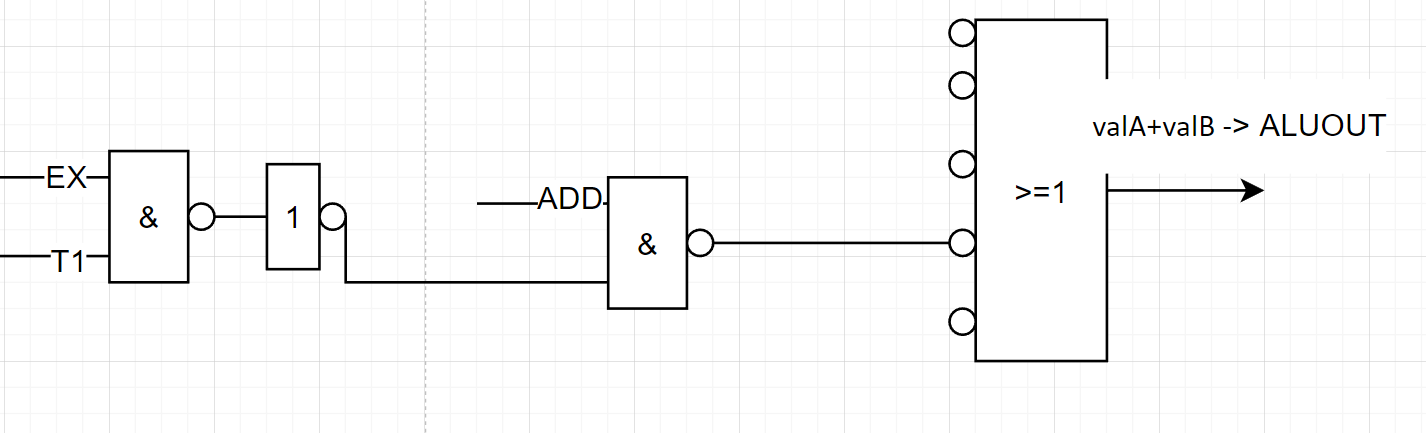 valA+valB -> ALUOUT
EX
&
1
ADD
>=1
T1
&